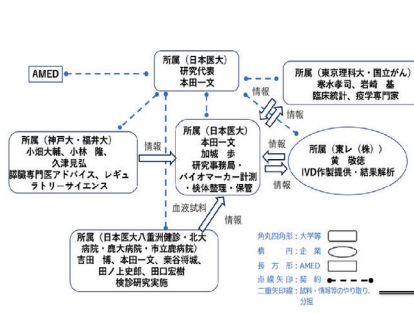 所属（日本医大）
研究代表
本田一文
AMED
所属（東京理科大・国立がん）
寒水孝司、岩崎　基
臨床統計、疫学専門家
情報
情報
所属（神戸大・福井大）
小畑大輔、小林　隆、
久津見弘
膵臓専門医アドバイス、レギュ
ラトリーサイエンス
情報
所属（日本医大）
本田一文
加城　歩
研究事務局・
バイオマーカー計測
・検体整理・保管
情報
情報
所属（東レ（株））
黄　敬徳
IVD作製提供・結果解析
血液試料
情報
所属（日本医大八重洲健診・北大
病院・鹿大病院・市立鹿病院）
吉田　博、本田一文、桒谷将城、
田ノ上史郎、田口宏樹
検診研究実施
角丸四角形：大学等
楕　　円：企業
長　方　形：AMED
点線矢印：契約
二重矢印線：試料・情報等のやり取り、
分担